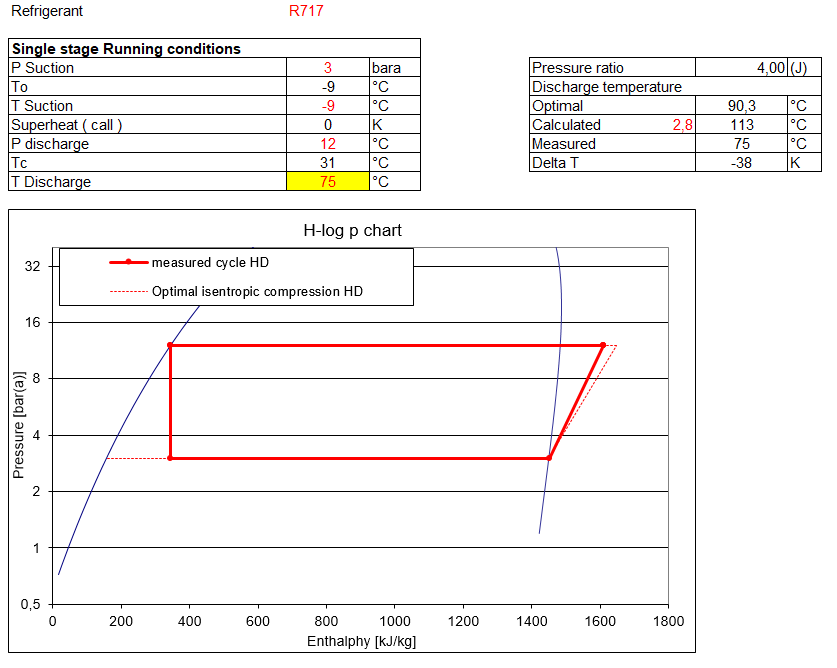 Refrigerant R717
Single stage Running conditions
P Suction 3 bara
To -9 °C
T Suction -9 °C
Superheat ( call ) 0 K
P discharge 12 °C
Tc 31 °C
T Discharge 75 °C
Pressure ratio 4,00 (J)
Discharge temperature
Optimal 90,3 °C
Calculated 2,8 113 °C
Measured 75 °C
Delta T -38 K
H-log p chart
measured cycle HD
Optimal isentropic compression HD
Pressure [bar(a)]
32
16
8
4
2
1
0,5
0 200 400 600 800 1000 1200 1400 1600 1800
Enthalphy [kJ/kg]